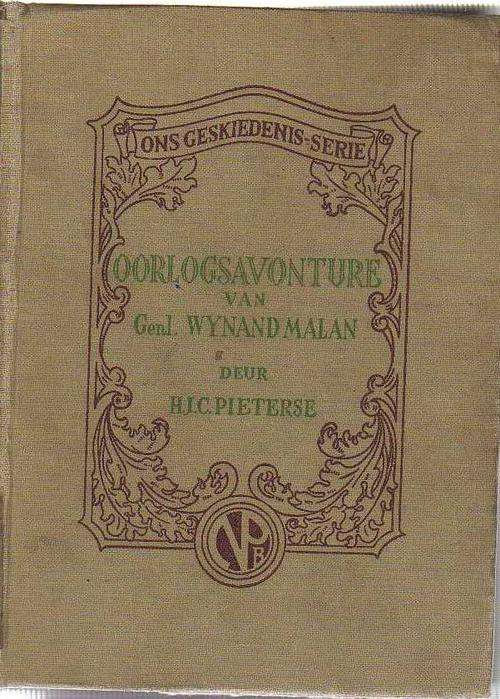 ONS GESKIEDENIS-SERIE
OORLOGSAVONTURE
VAN
Genl. WYNAND MALAN
DEUR
H.J.C. PIETERSE
NPB